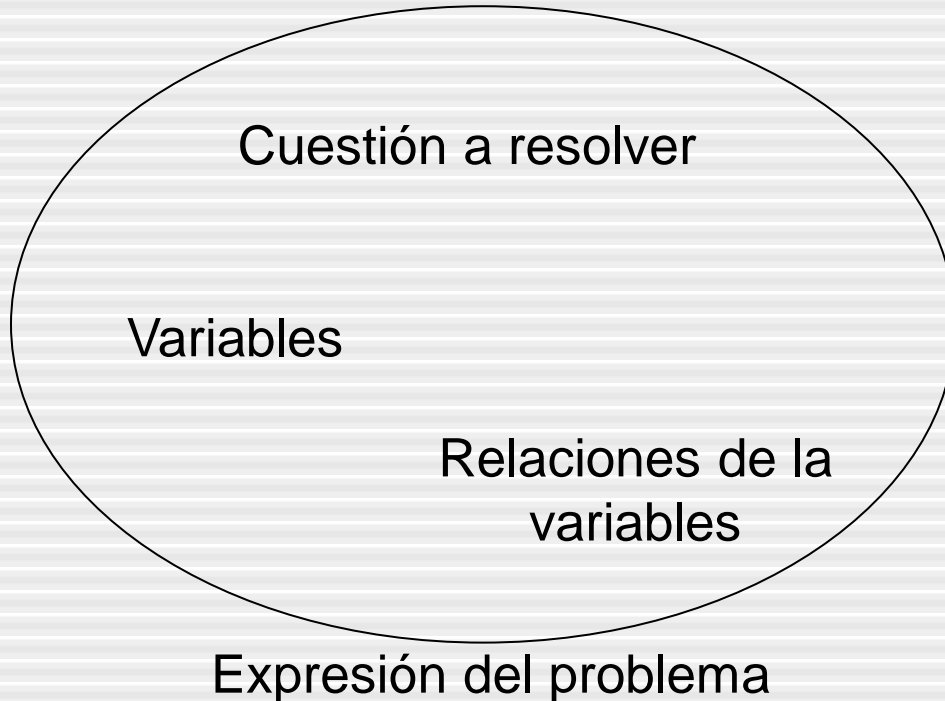 Cuestión a resolver
Variables
Relaciones de la
variables
Expresión del problema